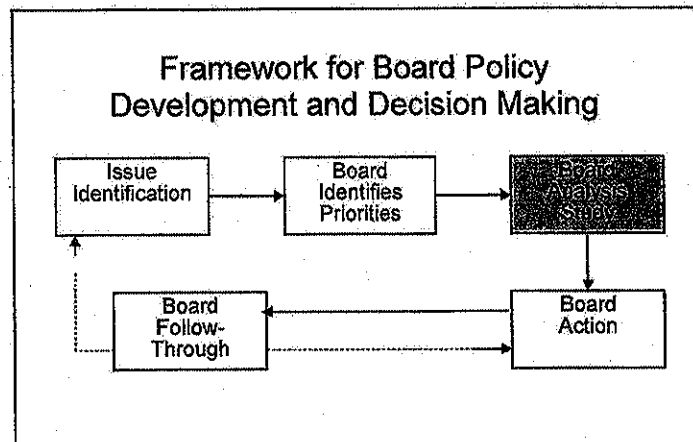 Framework for Board Policy
Development and Decision Making
Issue
Identification
Board
Identifies
Priorities
Board
Analysis
Study
Board
Follow-
Through
Board
Action